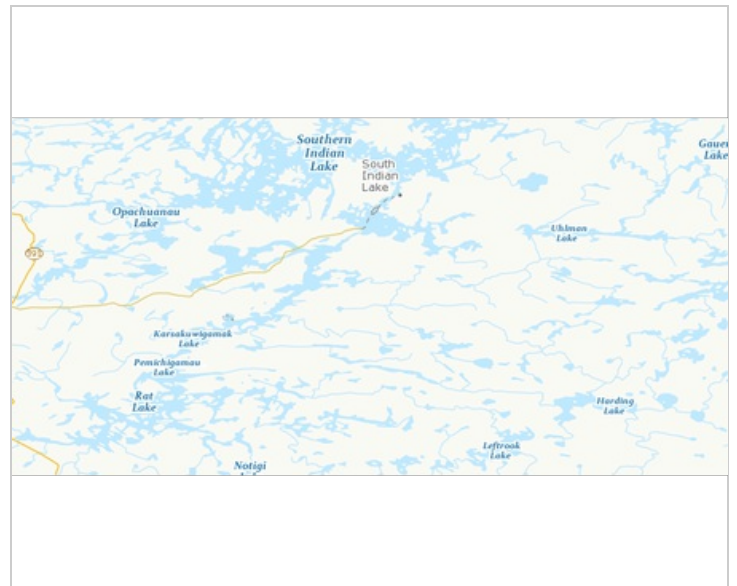 Southern
Indian
Lake
South
Indian
Lake
Gauer
Lake
Opachuanau
Lake
Uhlman
Lake
391
Karsakuwigamak
Lake
Pemichigamau
Lake
Rat
Lake
Harding
Lake
Leftrook
Lake
Notigi